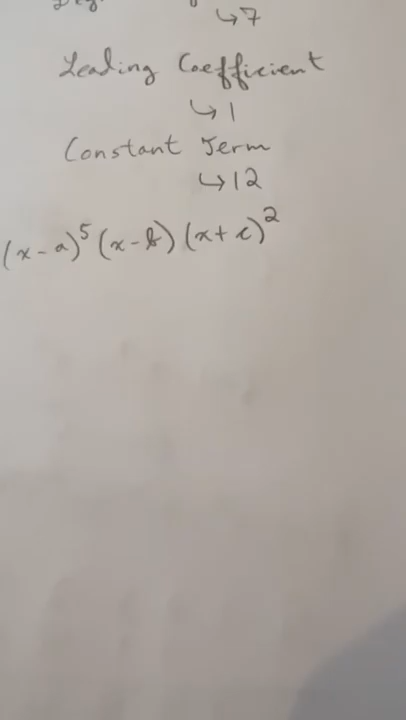 ↳7
Leading Coefficient
↳1
Constant Term
↳12
(x-a)⁵(x-b)(x+c)²